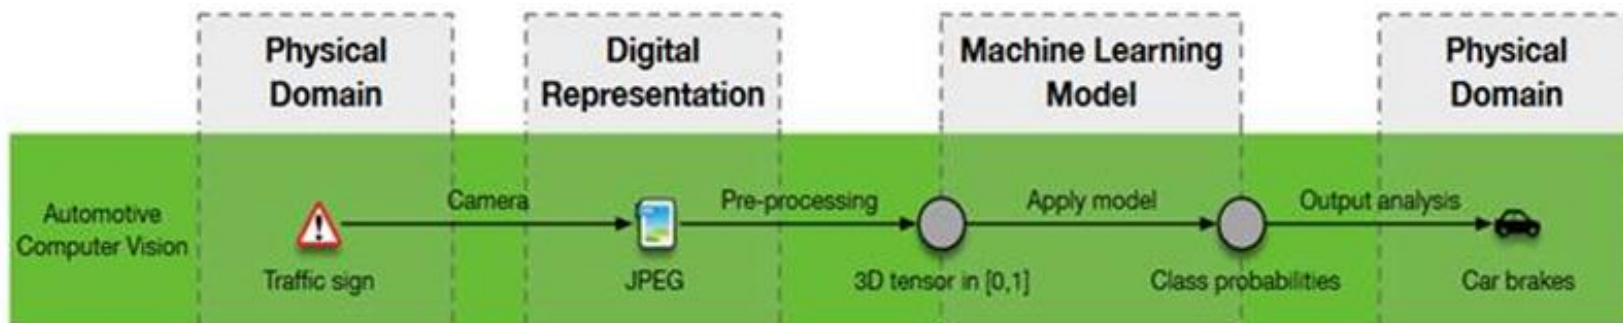 Physical
Domain
Digital
Representation
Machine Learning
Model
Physical
Domain
Automotive
Computer Vision
Camera
Pre-processing
Apply model
Output analysis
Traffic sign
JPEG
3D tensor in [0,1]
Class probabilities
Car brakes